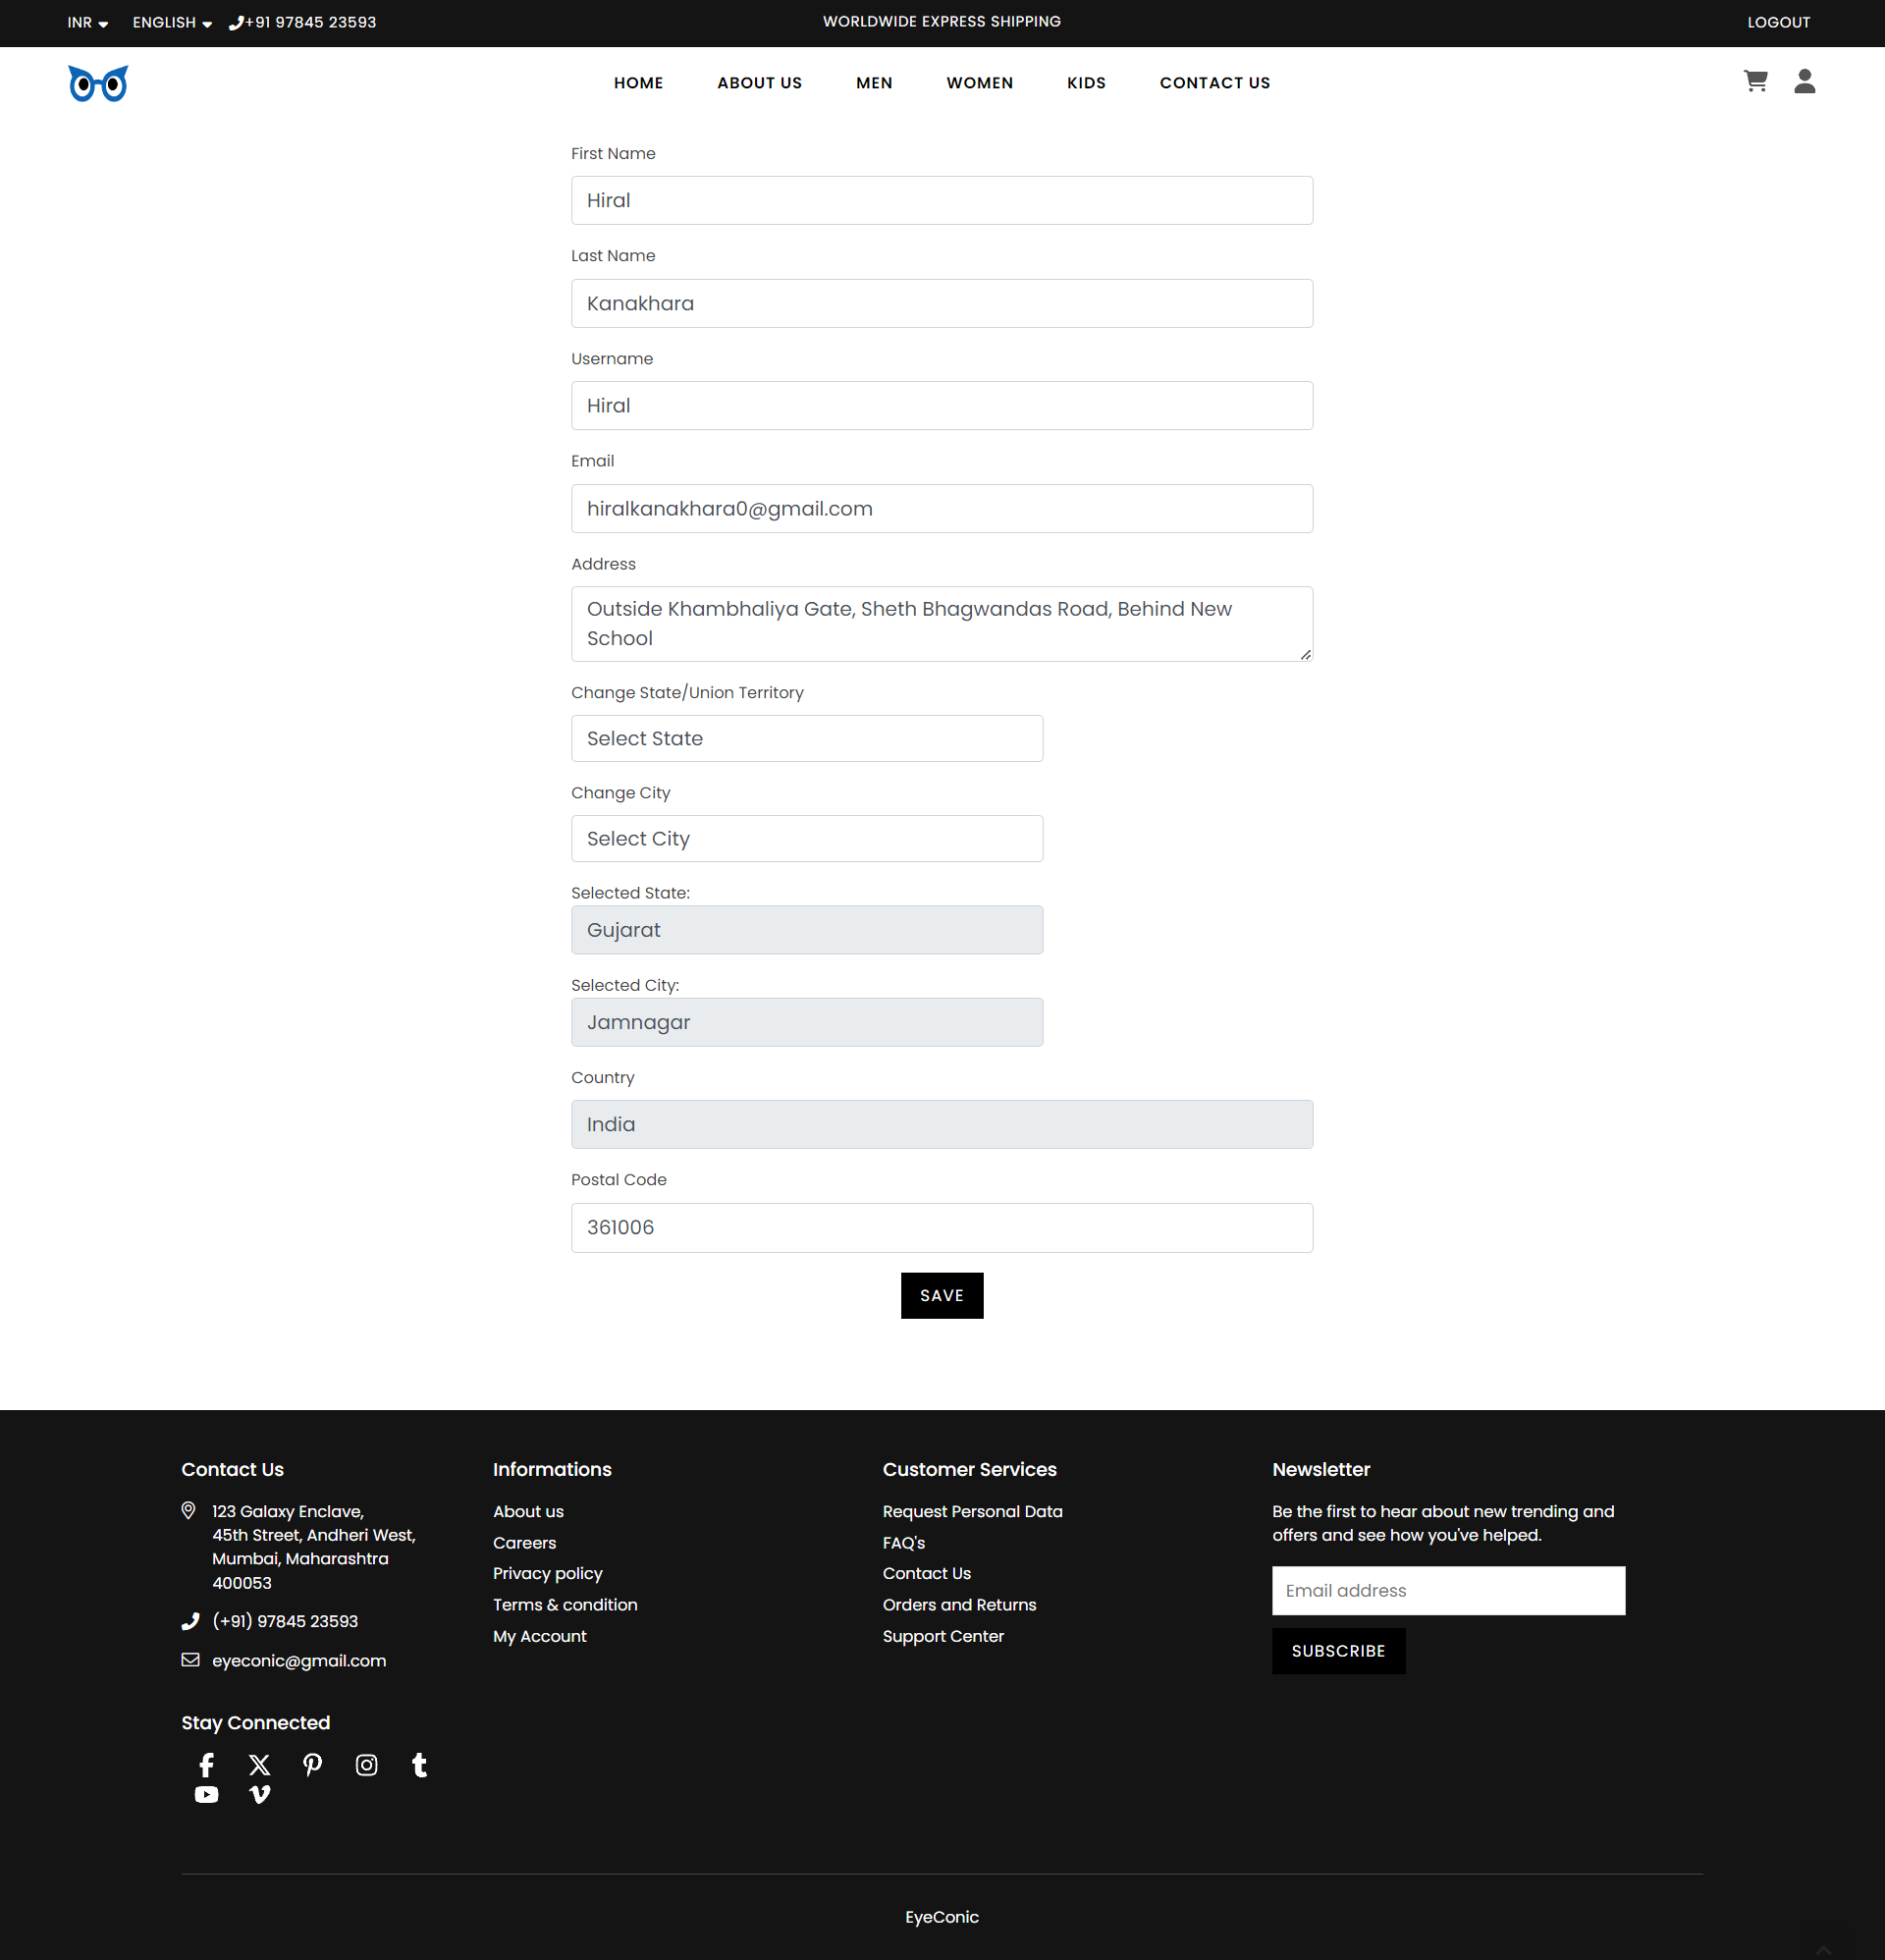 INR ENGLISH +91 97845 23593 WORLDWIDE EXPRESS SHIPPING LOGOUT
HOME ABOUT US MEN WOMEN KIDS CONTACT US
First Name
Hiral
Last Name
Kanakhara
Username
Hiral
Email
hiralkanakhara0@gmail.com
Address
Outside Khambhaliya Gate, Sheth Bhagwandas Road, Behind New
School
Change State/Union Territory
Select State
Change City
Select City
Selected State:
Gujarat
Selected City:
Jamnagar
Country
India
Postal Code
361006
SAVE
Contact Us
123 Galaxy Enclave,
45th Street, Andheri West,
Mumbai, Maharashtra
400053
(+91) 97845 23593
eyeconic@gmail.com
Stay Connected
Informations
About us
Careers
Privacy policy
Terms & condition
My Account
Customer Services
Request Personal Data
FAQ's
Contact Us
Orders and Returns
Support Center
Newsletter
Be the first to hear about new trending and
offers and see how you've helped.
Email address
SUBSCRIBE
EyeConic